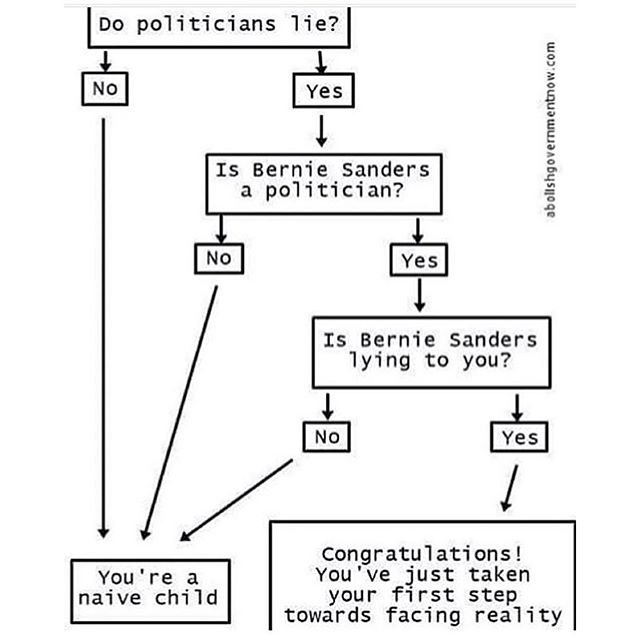 Do politicians lie?
No
Yes
Is Bernie Sanders
a politician?
No
Yes
Is Bernie Sanders
lying to you?
No
Yes
You're a
naive child
Congratulations!
You've just taken
your first step
towards facing reality
abolishgovernmentnow.com